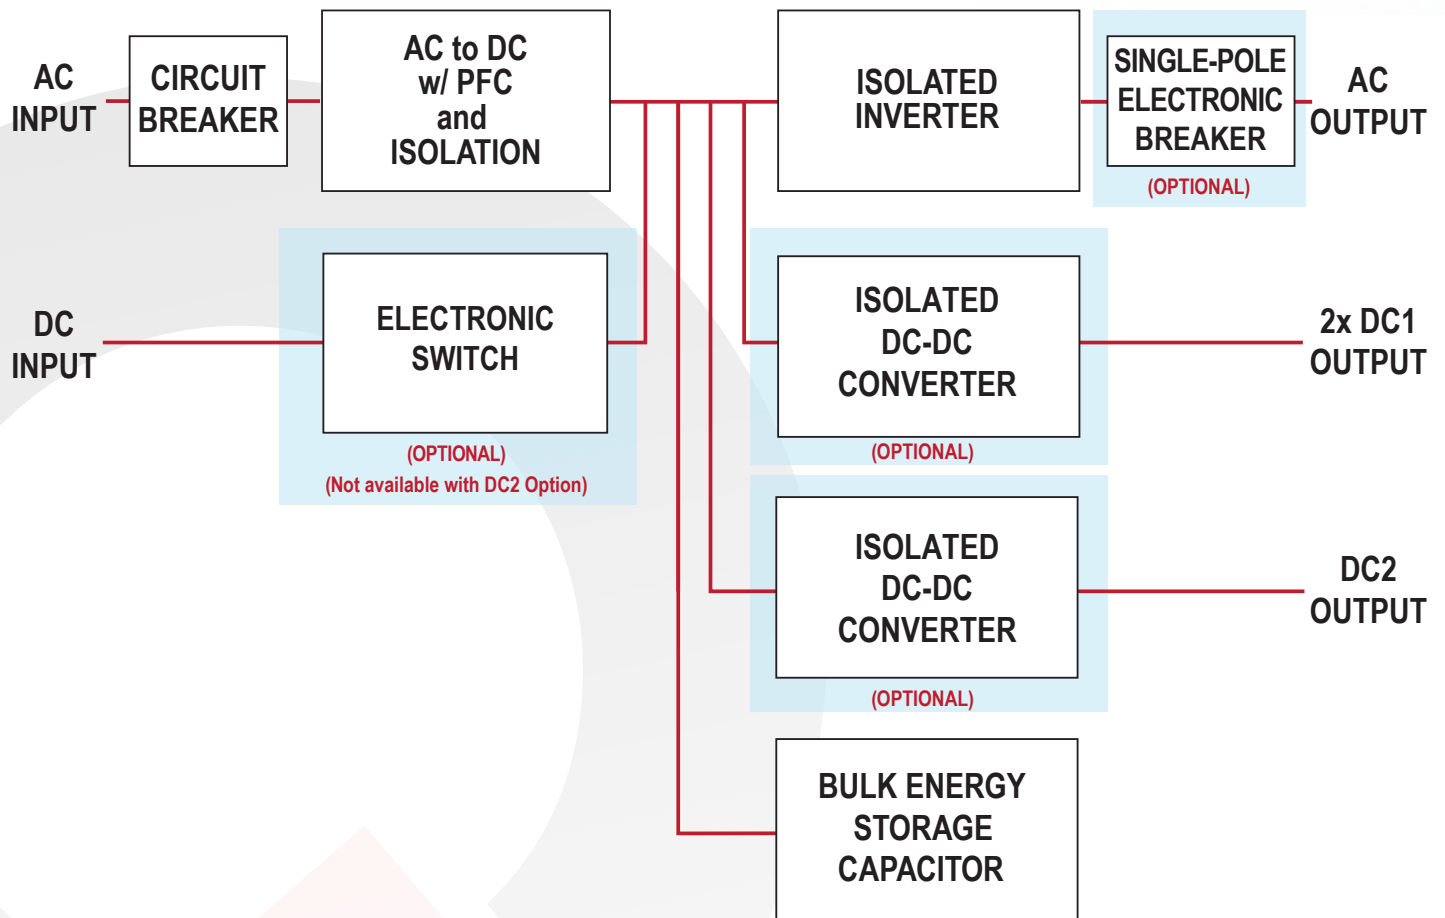 AC
INPUT
CIRCUIT
BREAKER
AC to DC
w/ PFC
and
ISOLATION
ISOLATED
INVERTER
SINGLE-POLE
ELECTRONIC
BREAKER
(OPTIONAL)
AC
OUTPUT
DC
INPUT
ELECTRONIC
SWITCH
(OPTIONAL)
(Not available with DC2 Option)
ISOLATED
DC-DC
CONVERTER
(OPTIONAL)
2x DC1
OUTPUT
ISOLATED
DC-DC
CONVERTER
(OPTIONAL)
DC2
OUTPUT
BULK ENERGY
STORAGE
CAPACITOR